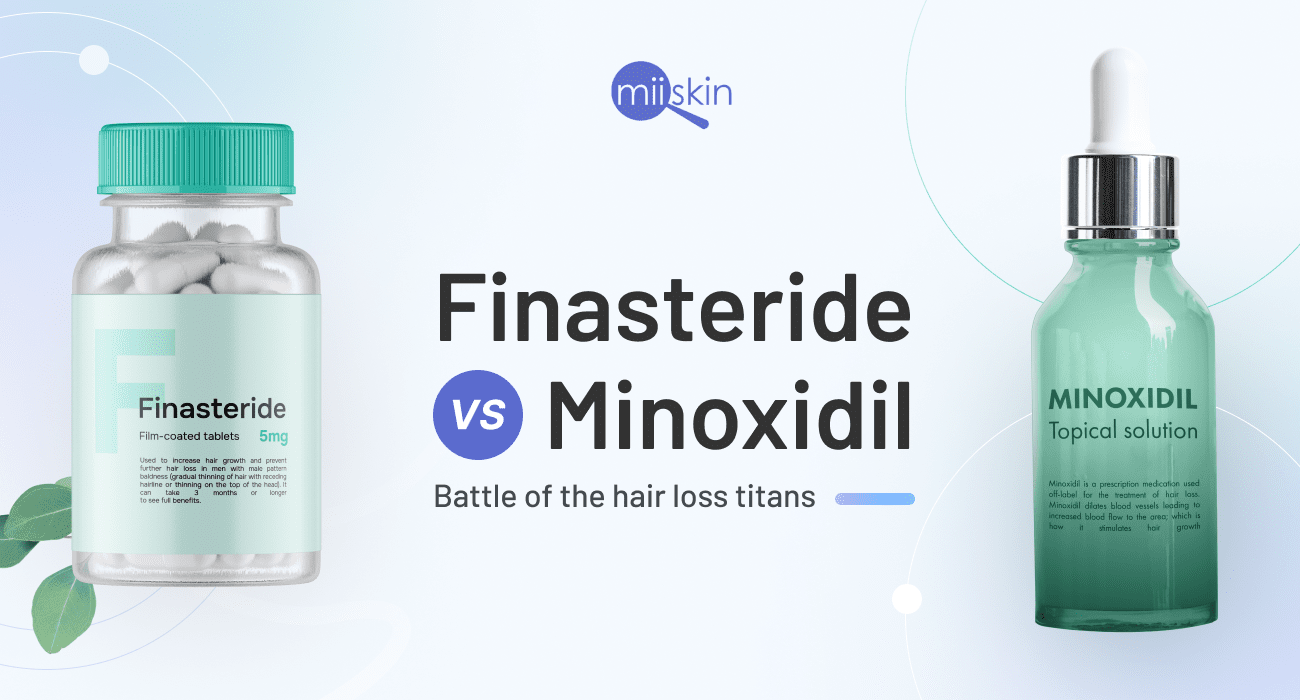 miiskin
Finasteride
VS Minoxidil
Battle of the hair loss titans
F
Finasteride
Film-coated tablets 5mg
Used to increase hair growth and prevent
further hair loss in men with male pattern
baldness (gradual thinning of hair with receding
hairline or thinning on the top of the head). It
can take 3 months or longer
to see full benefits.
MINOXIDIL
Topical solution
Minoxidil is a prescription medication used
off-label for the treatment of hair loss.
Minoxidil dilates blood vessels leading to
increased blood flow to the area; which is
how it stimulates hair growth